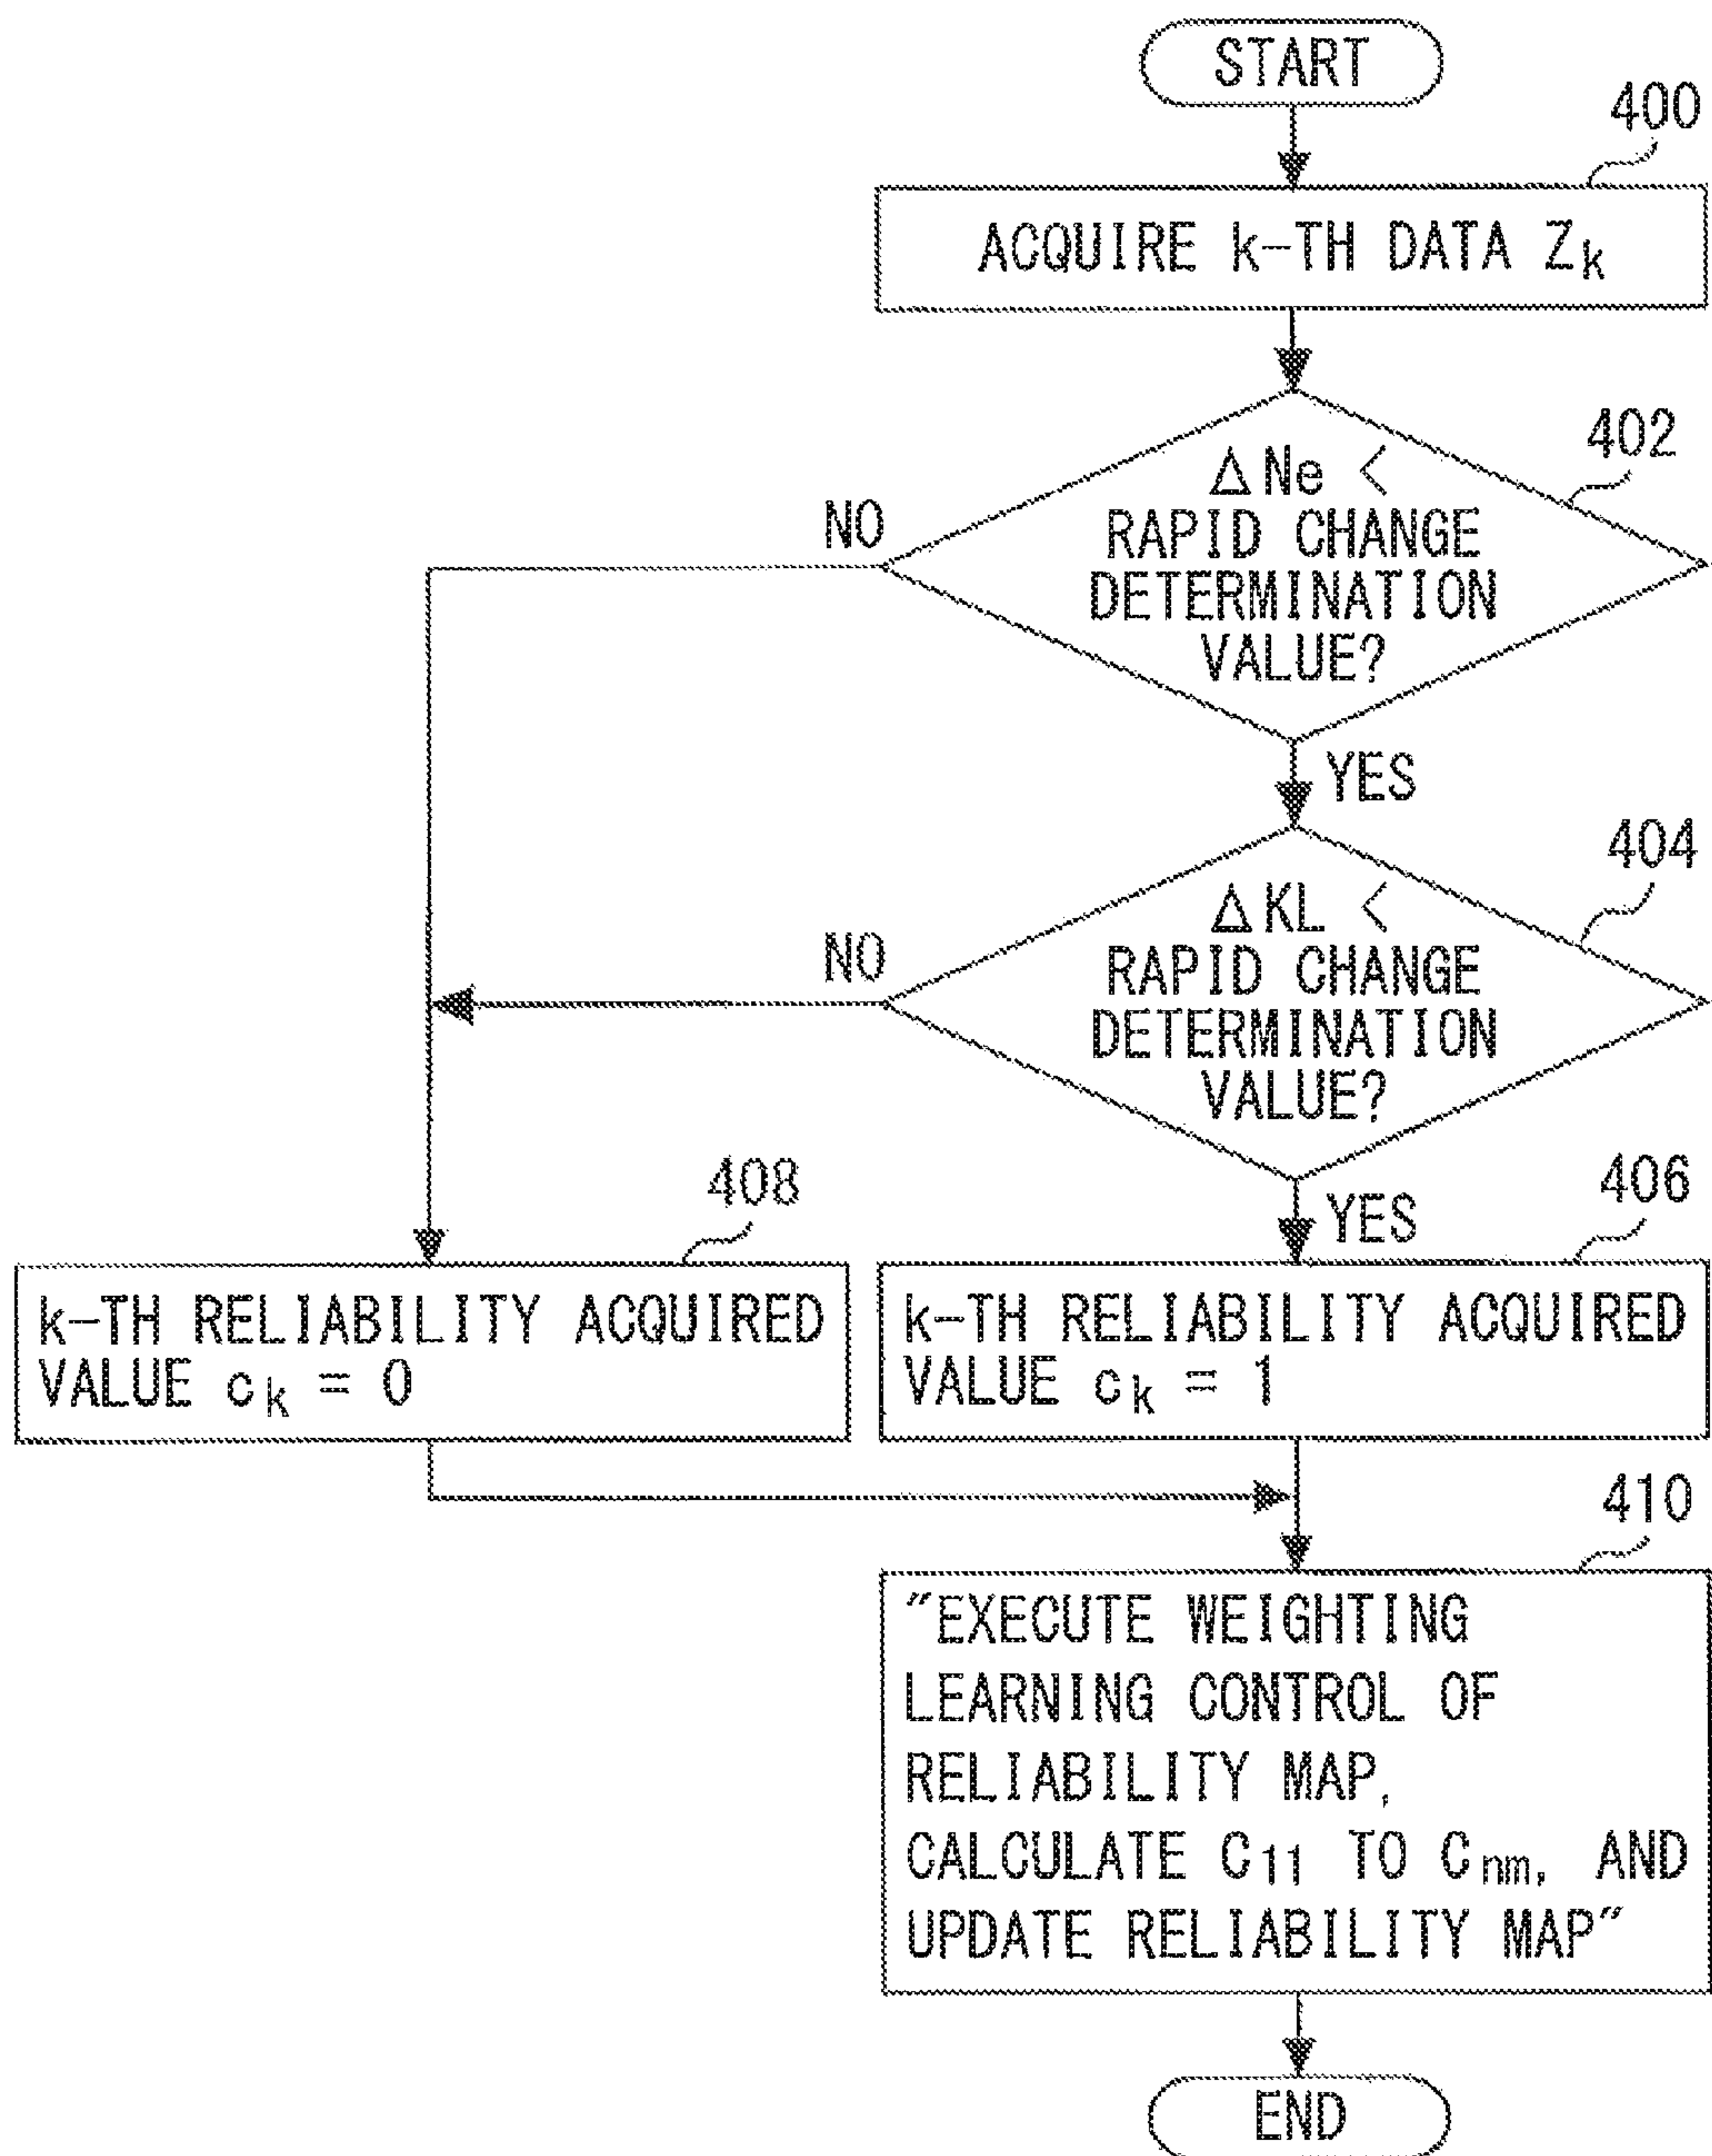 START
400
ACQUIRE k-TH DATA Zk
402
ΔNe <
RAPID CHANGE
DETERMINATION
VALUE?
NO
YES
404
ΔKL <
RAPID CHANGE
DETERMINATION
VALUE?
NO
YES
408
k-TH RELIABILITY ACQUIRED
VALUE ck = 0
406
k-TH RELIABILITY ACQUIRED
VALUE ck = 1
410
"EXECUTE WEIGHTING
LEARNING CONTROL OF
RELIABILITY MAP,
CALCULATE C11 TO Cnm, AND
UPDATE RELIABILITY MAP"
END